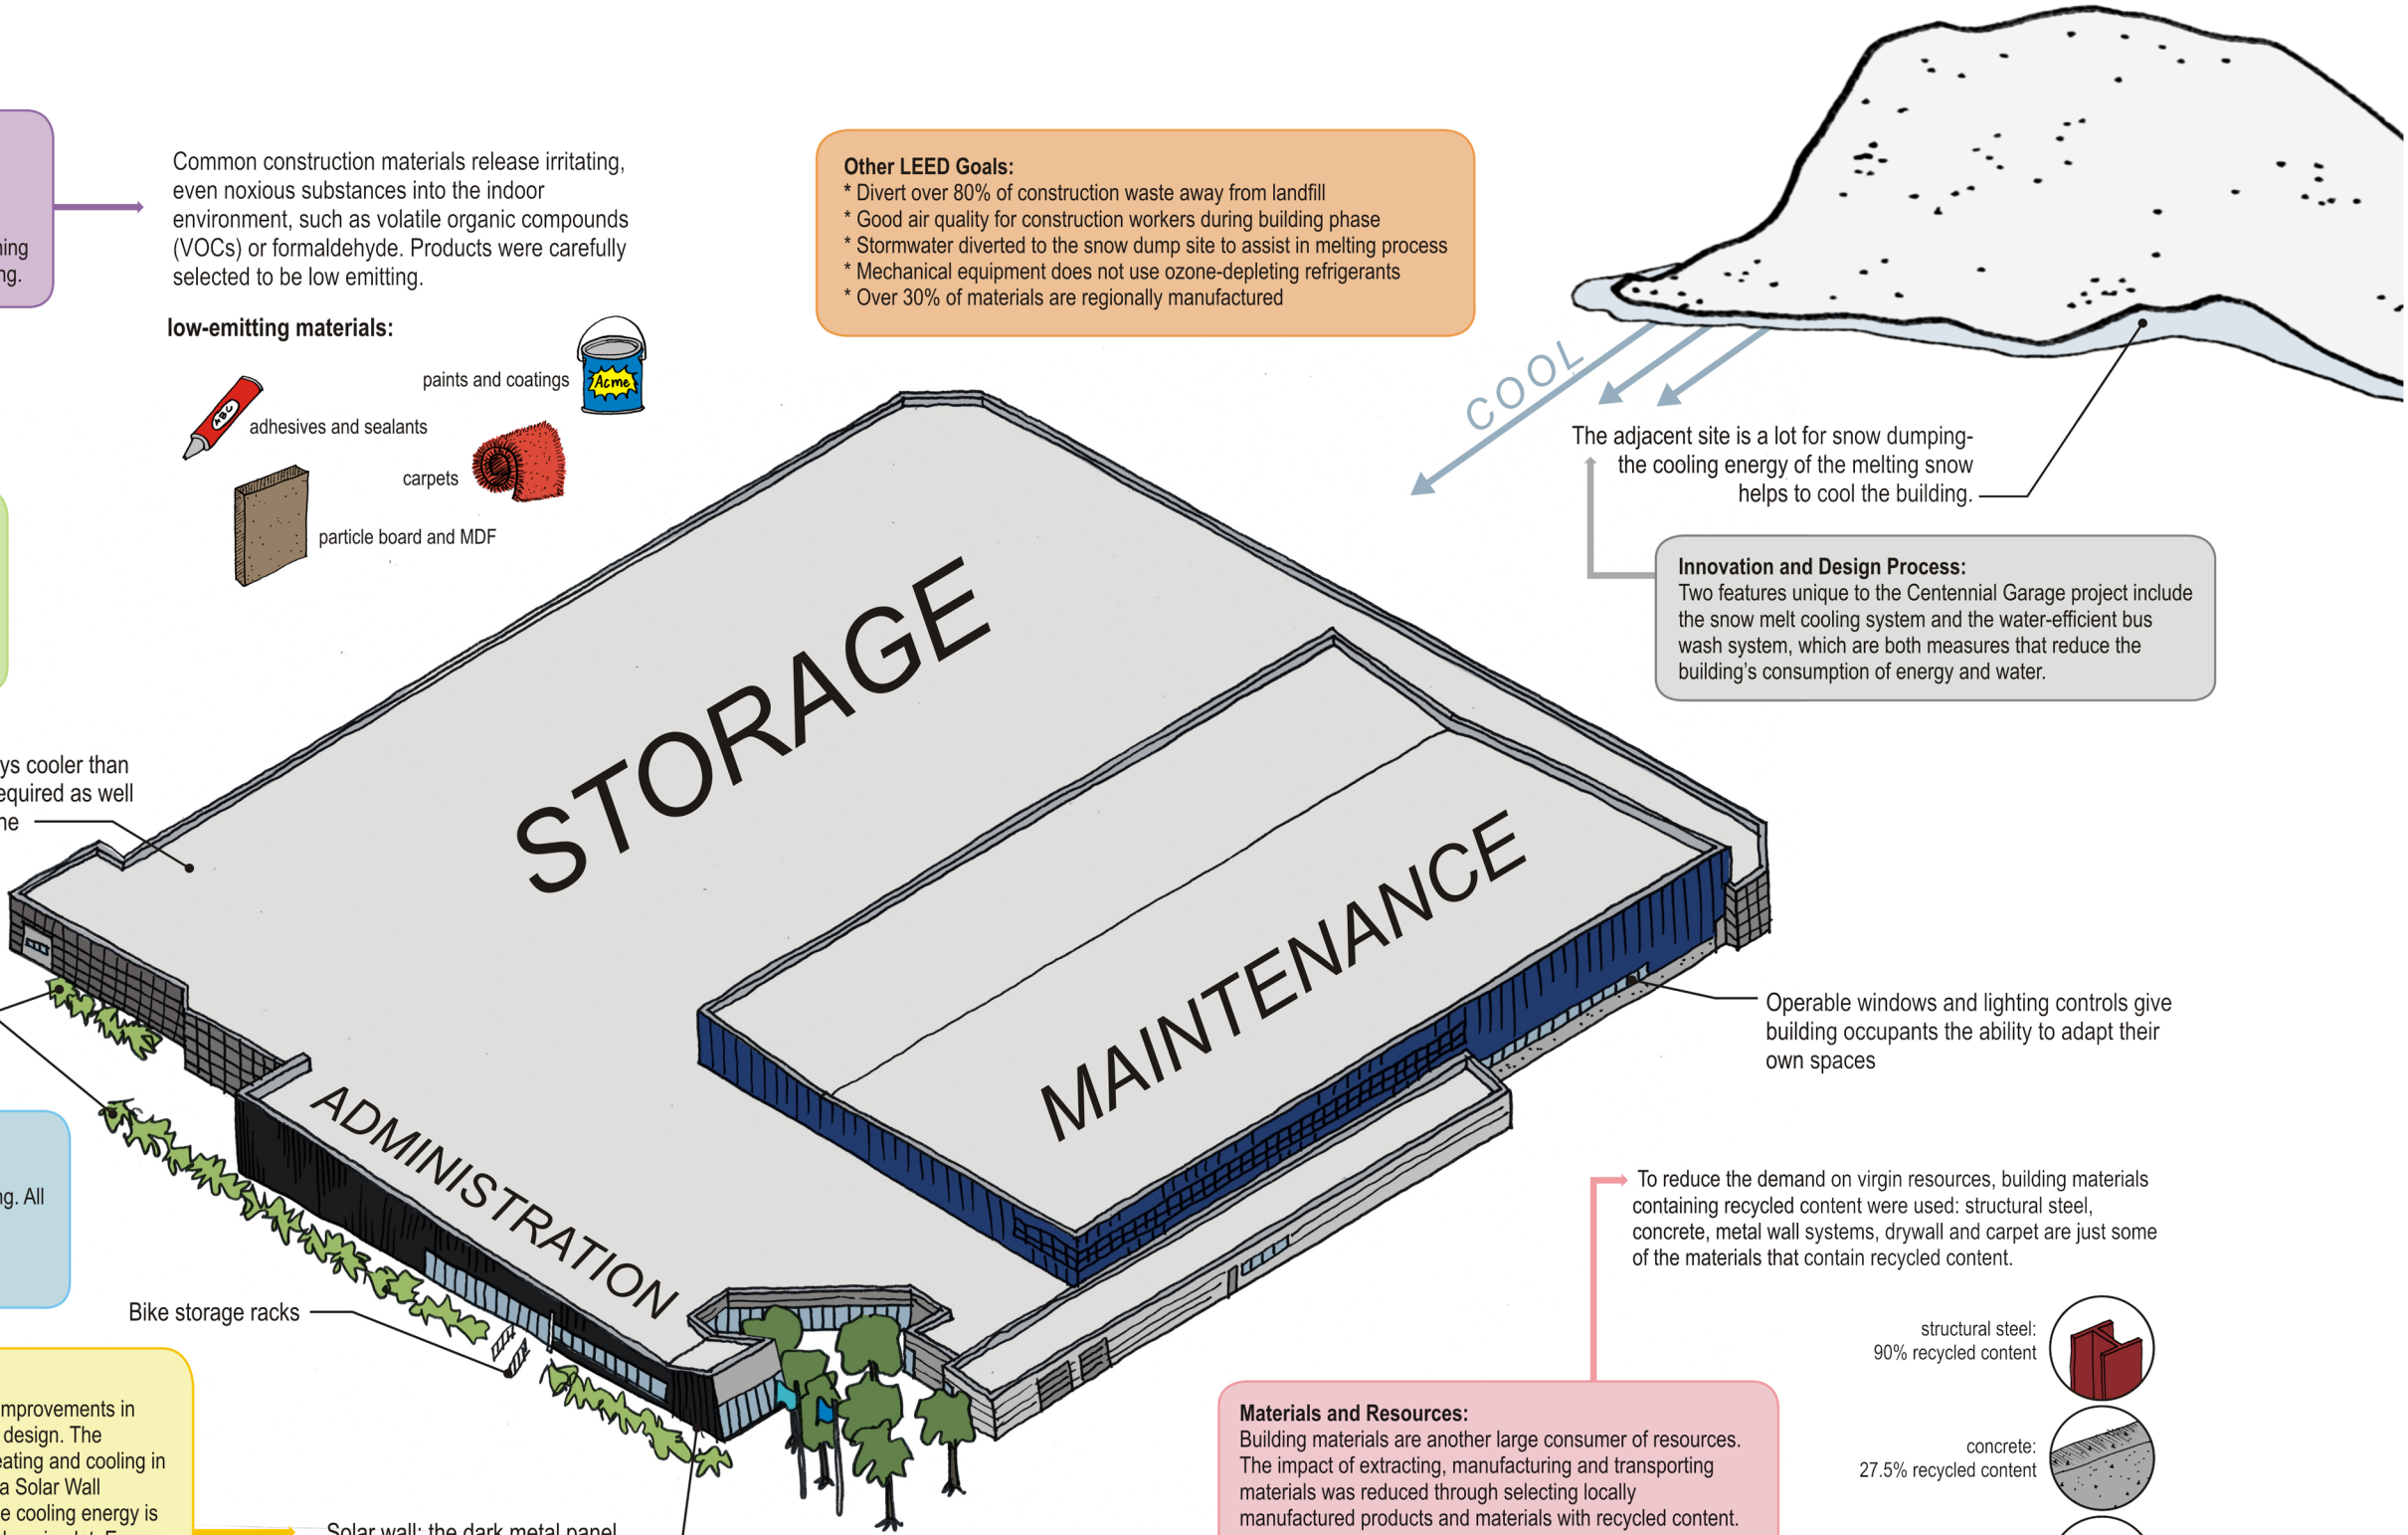 ning
ng.
Common construction materials release irritating,
even noxious substances into the indoor
environment, such as volatile organic compounds
(VOCs) or formaldehyde. Products were carefully
selected to be low emitting.
low-emitting materials:
paints and coatings
Acme
ABC
adhesives and sealants
carpets
particle board and MDF
Other LEED Goals:
* Divert over 80% of construction waste away from landfill
* Good air quality for construction workers during building phase
* Stormwater diverted to the snow dump site to assist in melting process
* Mechanical equipment does not use ozone-depleting refrigerants
* Over 30% of materials are regionally manufactured
COOL
The adjacent site is a lot for snow dumping-
the cooling energy of the melting snow
helps to cool the building.
Innovation and Design Process:
Two features unique to the Centennial Garage project include
the snow melt cooling system and the water-efficient bus
wash system, which are both measures that reduce the
building's consumption of energy and water.
STORAGE
MAINTENANCE
ADMINISTRATION
ys cooler than
equired as well
ne
Operable windows and lighting controls give
building occupants the ability to adapt their
own spaces
ng. All
Bike storage racks
To reduce the demand on virgin resources, building materials
containing recycled content were used: structural steel,
concrete, metal wall systems, drywall and carpet are just some
of the materials that contain recycled content.
structural steel:
90% recycled content
concrete:
27.5% recycled content
Materials and Resources:
Building materials are another large consumer of resources.
The impact of extracting, manufacturing and transporting
materials was reduced through selecting locally
manufactured products and materials with recycled content.
mprovements in
design. The
eating and cooling in
a Solar Wall
e cooling energy is
Solar wall: the dark metal panel